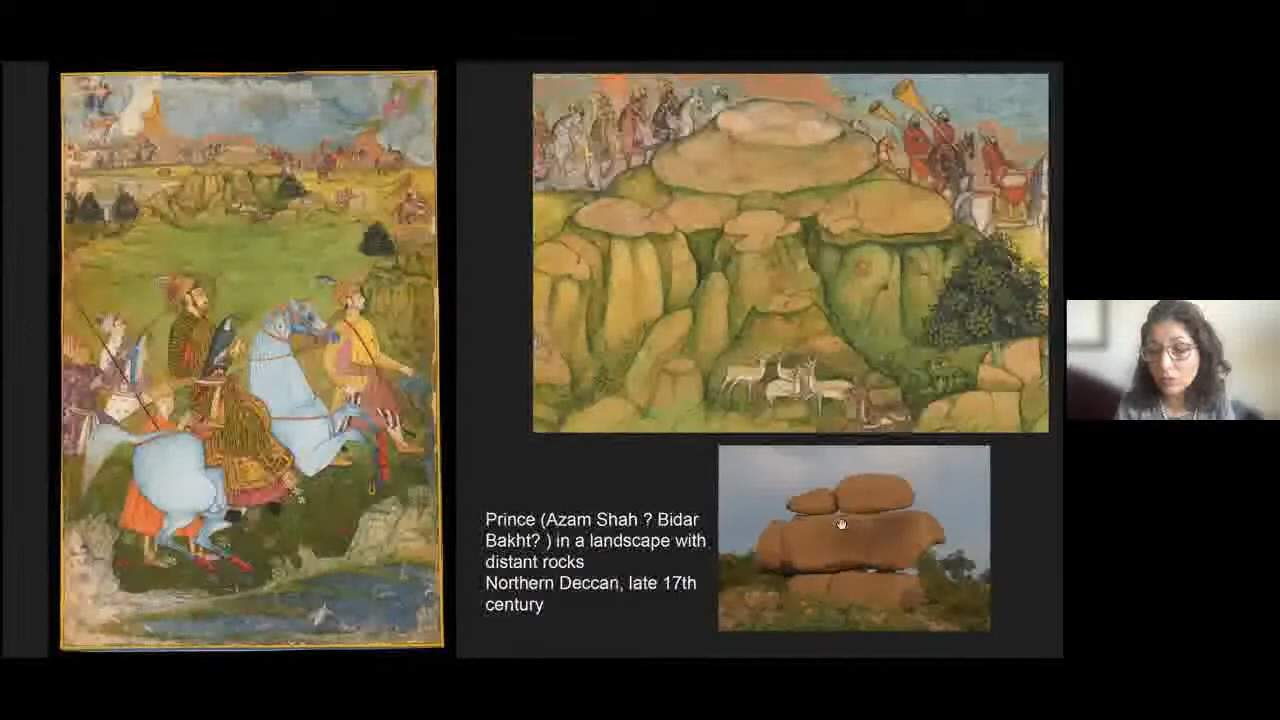 Prince (Azam Shah ? Bidar
Bakht? ) in a landscape with
distant rocks
Northern Deccan, late 17th
century